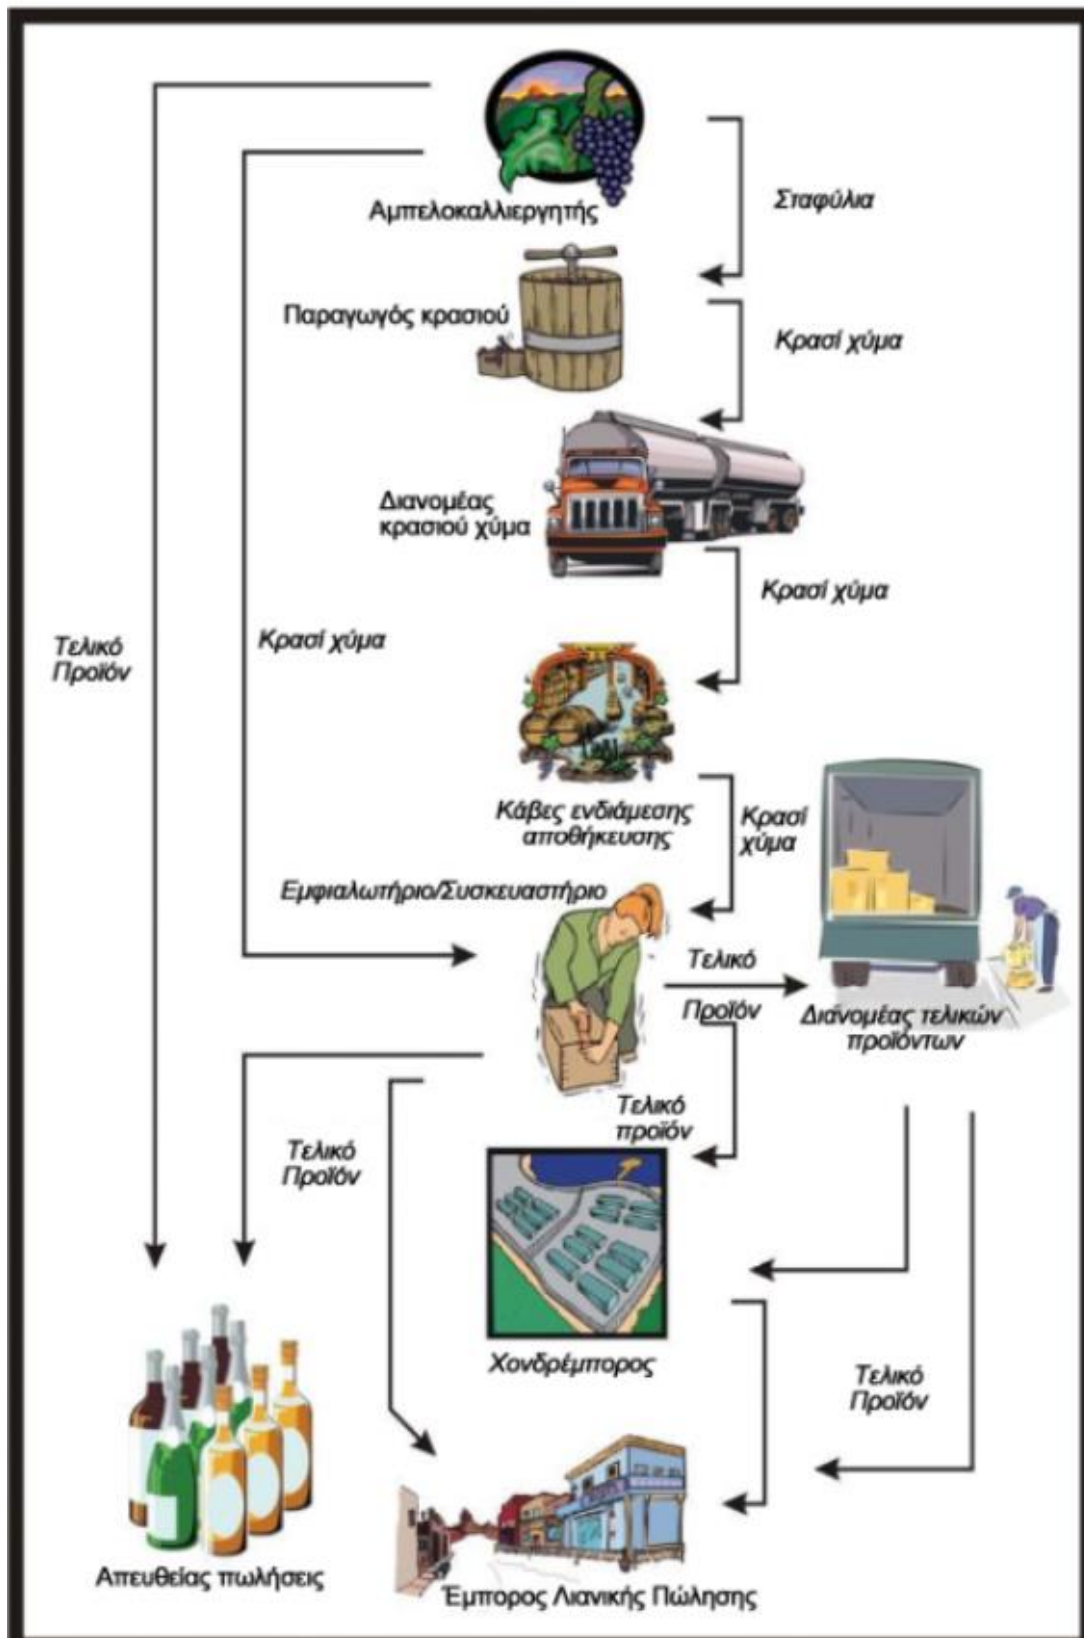 Αμπελοκαλλιεργητής
Σταφύλια
Παραγωγός κρασιού
Κρασί χύμα
Διανομέας
κρασιού χύμα
Κρασί χύμα
Τελικό
Προϊόν
Κρασί χύμα
Κάβες ενδιάμεσης
αποθήκευσης
Κρασί
χύμα
Εμφιαλωτήριο/Συσκευαστήριο
Τελικό
Προϊόν
Διανομέας τελικών
προϊόντων
Τελικό
προϊόν
Τελικό
Προϊόν
Χονδρέμπορος
Τελικό
Προϊόν
Απευθείας πωλήσεις
Έμπορος Λιανικής Πώλησης